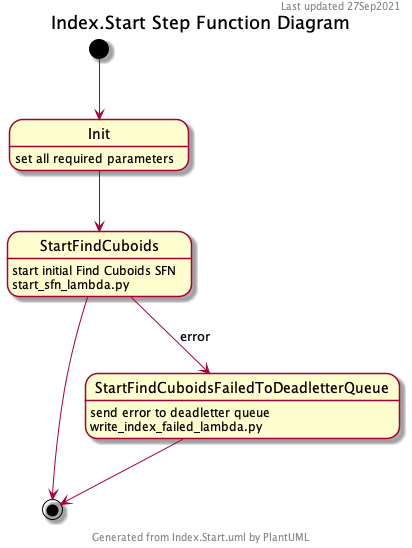 Last updated 27Sep2021
Index.Start Step Function Diagram
Init
set all required parameters
StartFindCuboids
start initial Find Cuboids SFN
start_sfn_lambda.py
error
StartFindCuboidsFailedToDeadletterQueue
send error to deadletter queue
write_index_failed_lambda.py
Generated from Index.Start.uml by PlantUML